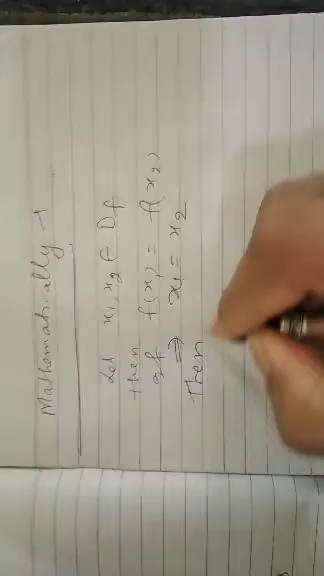 Mathematically →
Let x₁, x₂ ∈ Df
then
if f(x₁) = f(x₂)
⇒ x₁ = x₂
Then